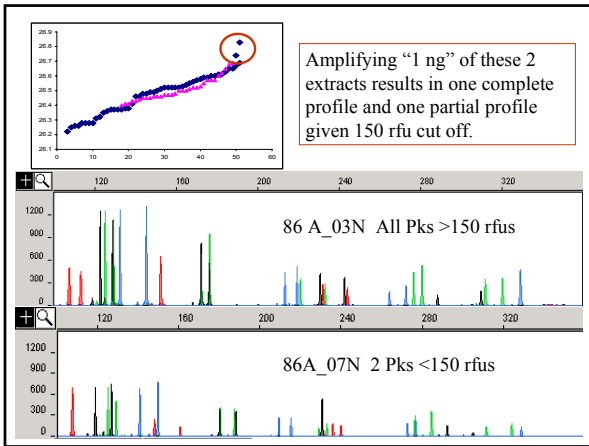 26.9
26.8
26.7
26.6
26.5
26.4
26.3
26.2
26.1
0 10 20 30 40 50 60
Amplifying “1 ng” of these 2
extracts results in one complete
profile and one partial profile
given 150 rfu cut off.
120 160 200 240 280 320
1200
900
600
300
0
86 A_03N All Pks >150 rfus
120 160 200 240 280 320
1200
900
600
300
0
86A_07N 2 Pks <150 rfus